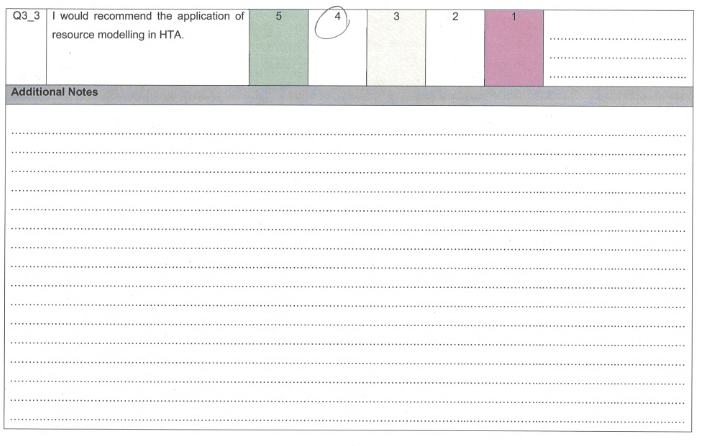 Q3_3 I would recommend the application of 5 4 3 2 1
resource modelling in HTA.
Additional Notes